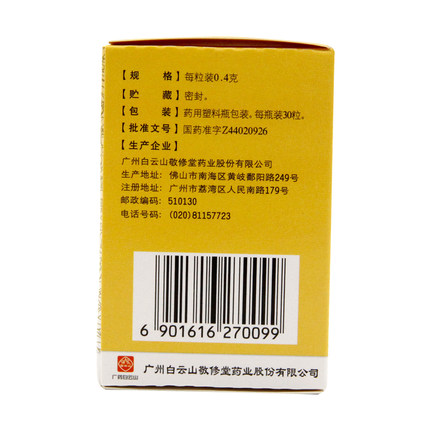 【规　　格】每粒装0.4克
【贮　　藏】密封。
【包　　装】药用塑料瓶包装。每瓶装30粒。
【批准文号】国药准字Z44020926
【生产企业】
广州白云山敬修堂药业股份有限公司
生产地址: 佛山市南海区黄岐鄱阳路249号
注册地址: 广州市荔湾区人民南路179号
邮政编码: 510130
电话号码: (020)81157723
6 901616 270099
广药白云山
广州白云山敬修堂药业股份有限公司